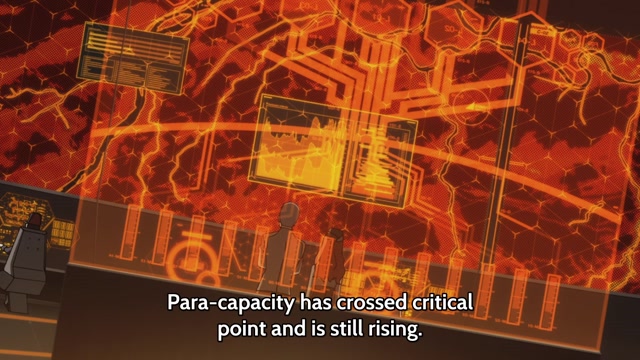 Para-capacity has crossed critical
point and is still rising.